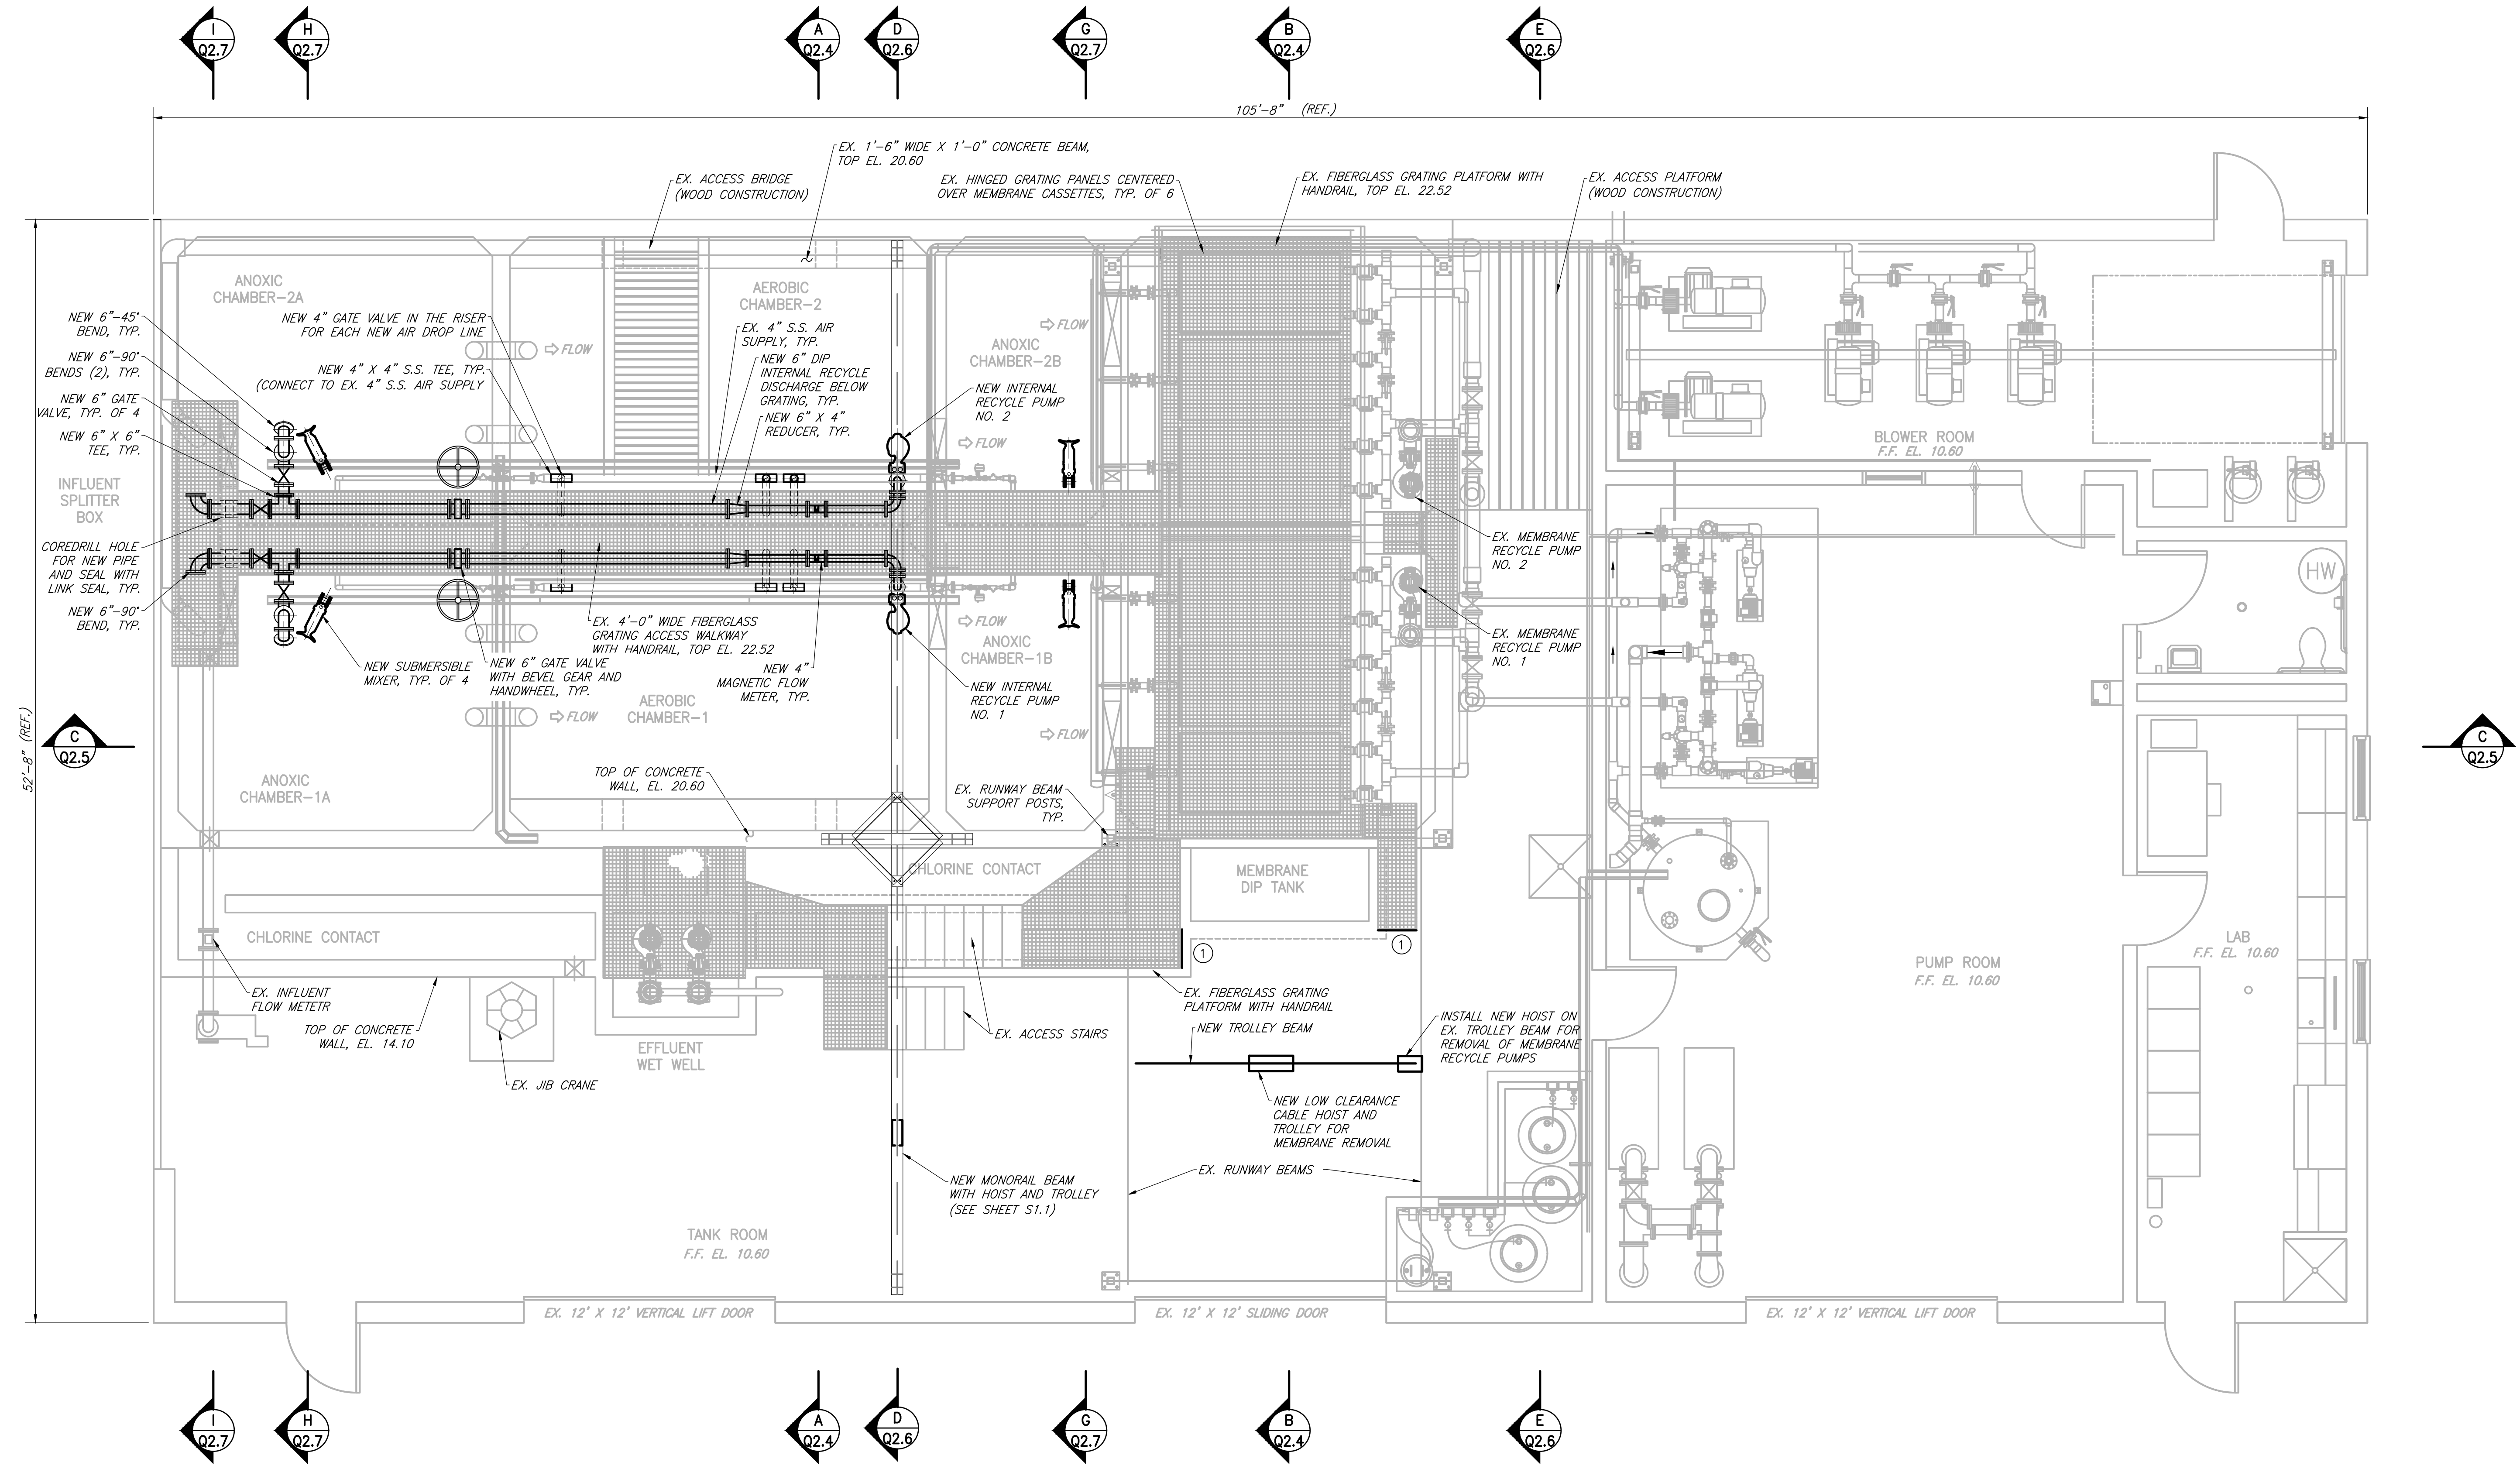 I
Q2.7
H
Q2.7
A
Q2.4
D
Q2.6
G
Q2.7
B
Q2.4
E
Q2.6
105'-8" (REF.)
EX. 1'-6" WIDE X 1'-0" CONCRETE BEAM,
TOP EL. 20.60
EX. ACCESS BRIDGE
(WOOD CONSTRUCTION)
EX. HINGED GRATING PANELS CENTERED
OVER MEMBRANE CASSETTES, TYP. OF 6
EX. FIBERGLASS GRATING PLATFORM WITH
HANDRAIL, TOP EL. 22.52
EX. ACCESS PLATFORM
(WOOD CONSTRUCTION)
ANOXIC
CHAMBER-2A
AEROBIC
CHAMBER-2
NEW 6"-45°
BEND, TYP.
NEW 4" GATE VALVE IN THE RISER
FOR EACH NEW AIR DROP LINE
EX. 4" S.S. AIR
SUPPLY, TYP.
FLOW
FLOW
ANOXIC
CHAMBER-2B
NEW 6"-90°
BENDS (2), TYP.
NEW 4" X 4" S.S. TEE, TYP.
(CONNECT TO EX. 4" S.S. AIR SUPPLY
NEW 6" DIP
INTERNAL RECYCLE
DISCHARGE BELOW
GRATING, TYP.
NEW INTERNAL
RECYCLE PUMP
NO. 2
NEW 6" GATE
VALVE, TYP. OF 4
NEW 6" X 4"
REDUCER, TYP.
NEW 6" X 6"
TEE, TYP.
FLOW
BLOWER ROOM
F.F. EL. 10.60
INFLUENT
SPLITTER
BOX
COREDRILL HOLE
FOR NEW PIPE
AND SEAL WITH
LINK SEAL, TYP.
NEW 6"-90°
BEND, TYP.
EX. MEMBRANE
RECYCLE PUMP
NO. 2
HW
EX. 4'-0" WIDE FIBERGLASS
GRATING ACCESS WALKWAY
WITH HANDRAIL, TOP EL. 22.52
FLOW
ANOXIC
CHAMBER-1B
EX. MEMBRANE
RECYCLE PUMP
NO. 1
NEW SUBMERSIBLE
MIXER, TYP. OF 4
NEW 6" GATE VALVE
WITH BEVEL GEAR AND
HANDWHEEL, TYP.
NEW 4"
MAGNETIC FLOW
METER, TYP.
NEW INTERNAL
RECYCLE PUMP
NO. 1
AEROBIC
CHAMBER-1
FLOW
FLOW
52'-8" (REF.)
C
Q2.5
C
Q2.5
ANOXIC
CHAMBER-1A
TOP OF CONCRETE
WALL, EL. 20.60
EX. RUNWAY BEAM
SUPPORT POSTS,
TYP.
CHLORINE CONTACT
MEMBRANE
DIP TANK
CHLORINE CONTACT
1
1
LAB
F.F. EL. 10.60
PUMP ROOM
F.F. EL. 10.60
EX. INFLUENT
FLOW METETR
TOP OF CONCRETE
WALL, EL. 14.10
EX. FIBERGLASS GRATING
PLATFORM WITH HANDRAIL
EX. ACCESS STAIRS
NEW TROLLEY BEAM
INSTALL NEW HOIST ON
EX. TROLLEY BEAM FOR
REMOVAL OF MEMBRANE
RECYCLE PUMPS
EFFLUENT
WET WELL
EX. JIB CRANE
NEW LOW CLEARANCE
CABLE HOIST AND
TROLLEY FOR
MEMBRANE REMOVAL
EX. RUNWAY BEAMS
NEW MONORAIL BEAM
WITH HOIST AND TROLLEY
(SEE SHEET S1.1)
TANK ROOM
F.F. EL. 10.60
EX. 12' X 12' VERTICAL LIFT DOOR
EX. 12' X 12' SLIDING DOOR
EX. 12' X 12' VERTICAL LIFT DOOR
I
Q2.7
H
Q2.7
A
Q2.4
D
Q2.6
G
Q2.7
B
Q2.4
E
Q2.6